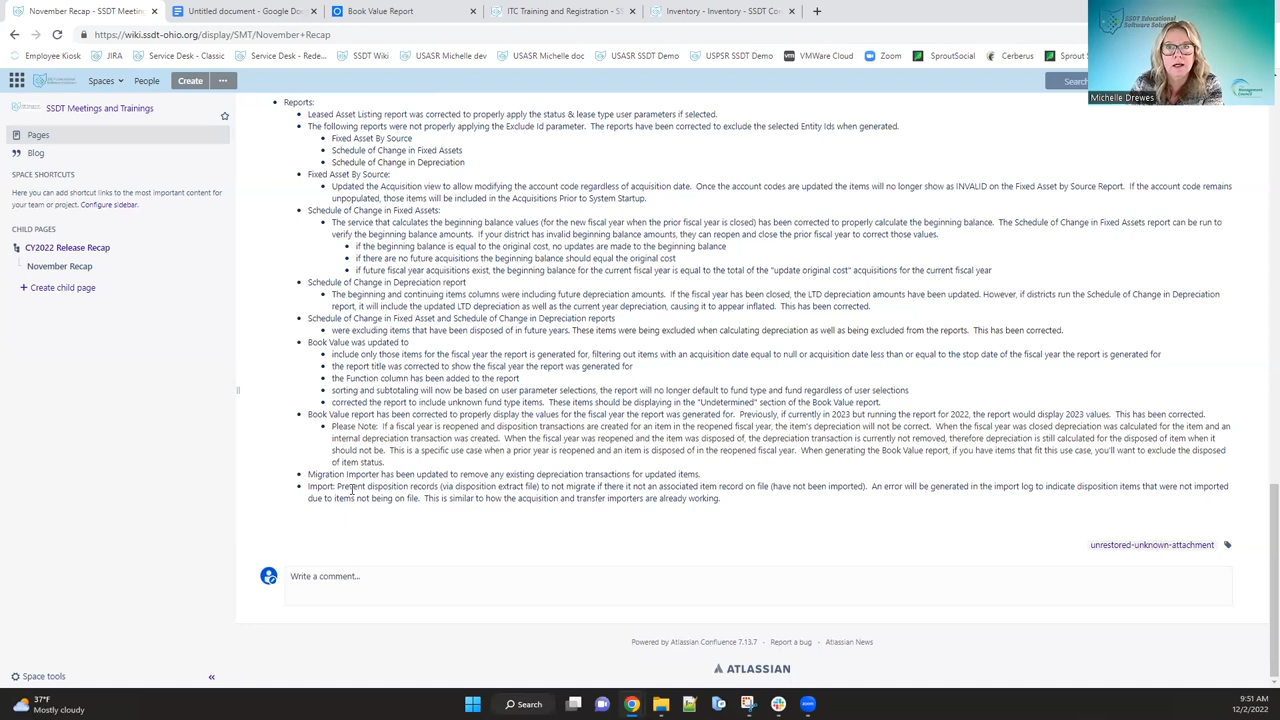 November Recap - SSDT Meeting
Untitled document - Google Doc
Book Value Report
ITC Training and Registration - SS
Inventory - Inventory - SSDT Co
https://wiki.ssdt-ohio.org/display/SMT/November+Recap
Employee Kiosk
JIRA
Service Desk - Classic
Service Desk - Rede...
SSDT Wiki
USASR Michelle dev
USASR Michelle doc
USASR SSDT Demo
USPSR SSDT Demo
VMWare Cloud
Zoom
SproutSocial
Cerberus
Sprout S
Spaces
People
Create
Search
SSDT Educational
Software Solut
Management
Council
Michelle Drewes
SSDT Meetings and Trainings
Pages
Blog
SPACE SHORTCUTS
Here you can add shortcut links to the most important content for
your team or project. Configure sidebar.
CHILD PAGES
CY2022 Release Recap
November Recap
+ Create child page
Space tools
Reports:
Leased Asset Listing report was corrected to properly apply the status & lease type user parameters if selected.
The following reports were not properly applying the Exclude Id parameter. The reports have been corrected to exclude the selected Entity Ids when generated.
Fixed Asset By Source
Schedule of Change in Fixed Assets
Schedule of Change in Depreciation
Fixed Asset By Source:
Updated the Acquisition view to allow modifying the account code regardless of acquisition date. Once the account codes are updated the items will no longer show as INVALID on the Fixed Asset by Source Report. If the account code remains
unpopulated, those items will be included in the Acquisitions Prior to System Startup.
Schedule of Change in Fixed Assets:
The service that calculates the beginning balance values (for the new fiscal year when the prior fiscal year is closed) has been corrected to properly calculate the beginning balance. The Schedule of Change in Fixed Assets report can be run to
verify the beginning balance amounts. If your district has invalid beginning balance amounts, they can reopen and close the prior fiscal year to correct those values.
if the beginning balance is equal to the original cost, no updates are made to the beginning balance
if there are no future acquisitions the beginning balance should equal the original cost
if future fiscal year acquisitions exist, the beginning balance for the current fiscal year is equal to the total of the "update original cost" acquisitions for the current fiscal year
Schedule of Change in Depreciation report
The beginning and continuing items columns were including future depreciation amounts. If the fiscal year has been closed, the LTD depreciation amounts have been updated. However, if districts run the Schedule of Change in Depreciation
report, it will include the updated LTD depreciation as well as the current year depreciation, causing it to appear inflated. This has been corrected.
Schedule of Change in Fixed Asset and Schedule of Change in Depreciation reports
were excluding items that have been disposed of in future years. These items were being excluded when calculating depreciation as well as being excluded from the reports. This has been corrected.
Book Value was updated to
include only those items for the fiscal year the report is generated for, filtering out items with an acquisition date equal to null or acquisition date less than or equal to the stop date of the fiscal year the report is generated for
the report title was corrected to show the fiscal year the report was generated for
the Function column has been added to the report
sorting and subtotaling will now be based on user parameter selections, the report will no longer default to fund type and fund regardless of user selections
corrected the report to include unknown fund type items. These items should be displaying in the "Undetermined" section of the Book Value report.
Book Value report has been corrected to properly display the values for the fiscal year the report was generated for. Previously, if currently in 2023 but running the report for 2022, the report would display 2023 values. This has been corrected.
Please Note: If a fiscal year is reopened and disposition transactions are created for an item in the reopened fiscal year, the item's depreciation will not be correct. When the fiscal year was closed depreciation was calculated for the item and an
internal depreciation transaction was created. When the fiscal year was reopened and the item was disposed of, the depreciation transaction is currently not removed, therefore depreciation is still calculated for the disposed of item when it
should not be. This is a specific use case when a prior year is reopened and an item is disposed of in the reopened fiscal year. When generating the Book Value report, if you have items that fit this use case, you'll want to exclude the disposed
of item status.
Migration Importer has been updated to remove any existing depreciation transactions for updated items.
Import: Prevent disposition records (via disposition extract file) to not migrate if there it not an associated item record on file (have not been imported). An error will be generated in the import log to indicate disposition items that were not imported
due to items not being on file. This is similar to how the acquisition and transfer importers are already working.
unrestored-unknown-attachment
Write a comment...
Powered by Atlassian Confluence 7.13.7 · Report a bug · Atlassian News
ATLASSIAN
37°F
Mostly cloudy
Search
9:51 AM
12/2/2022